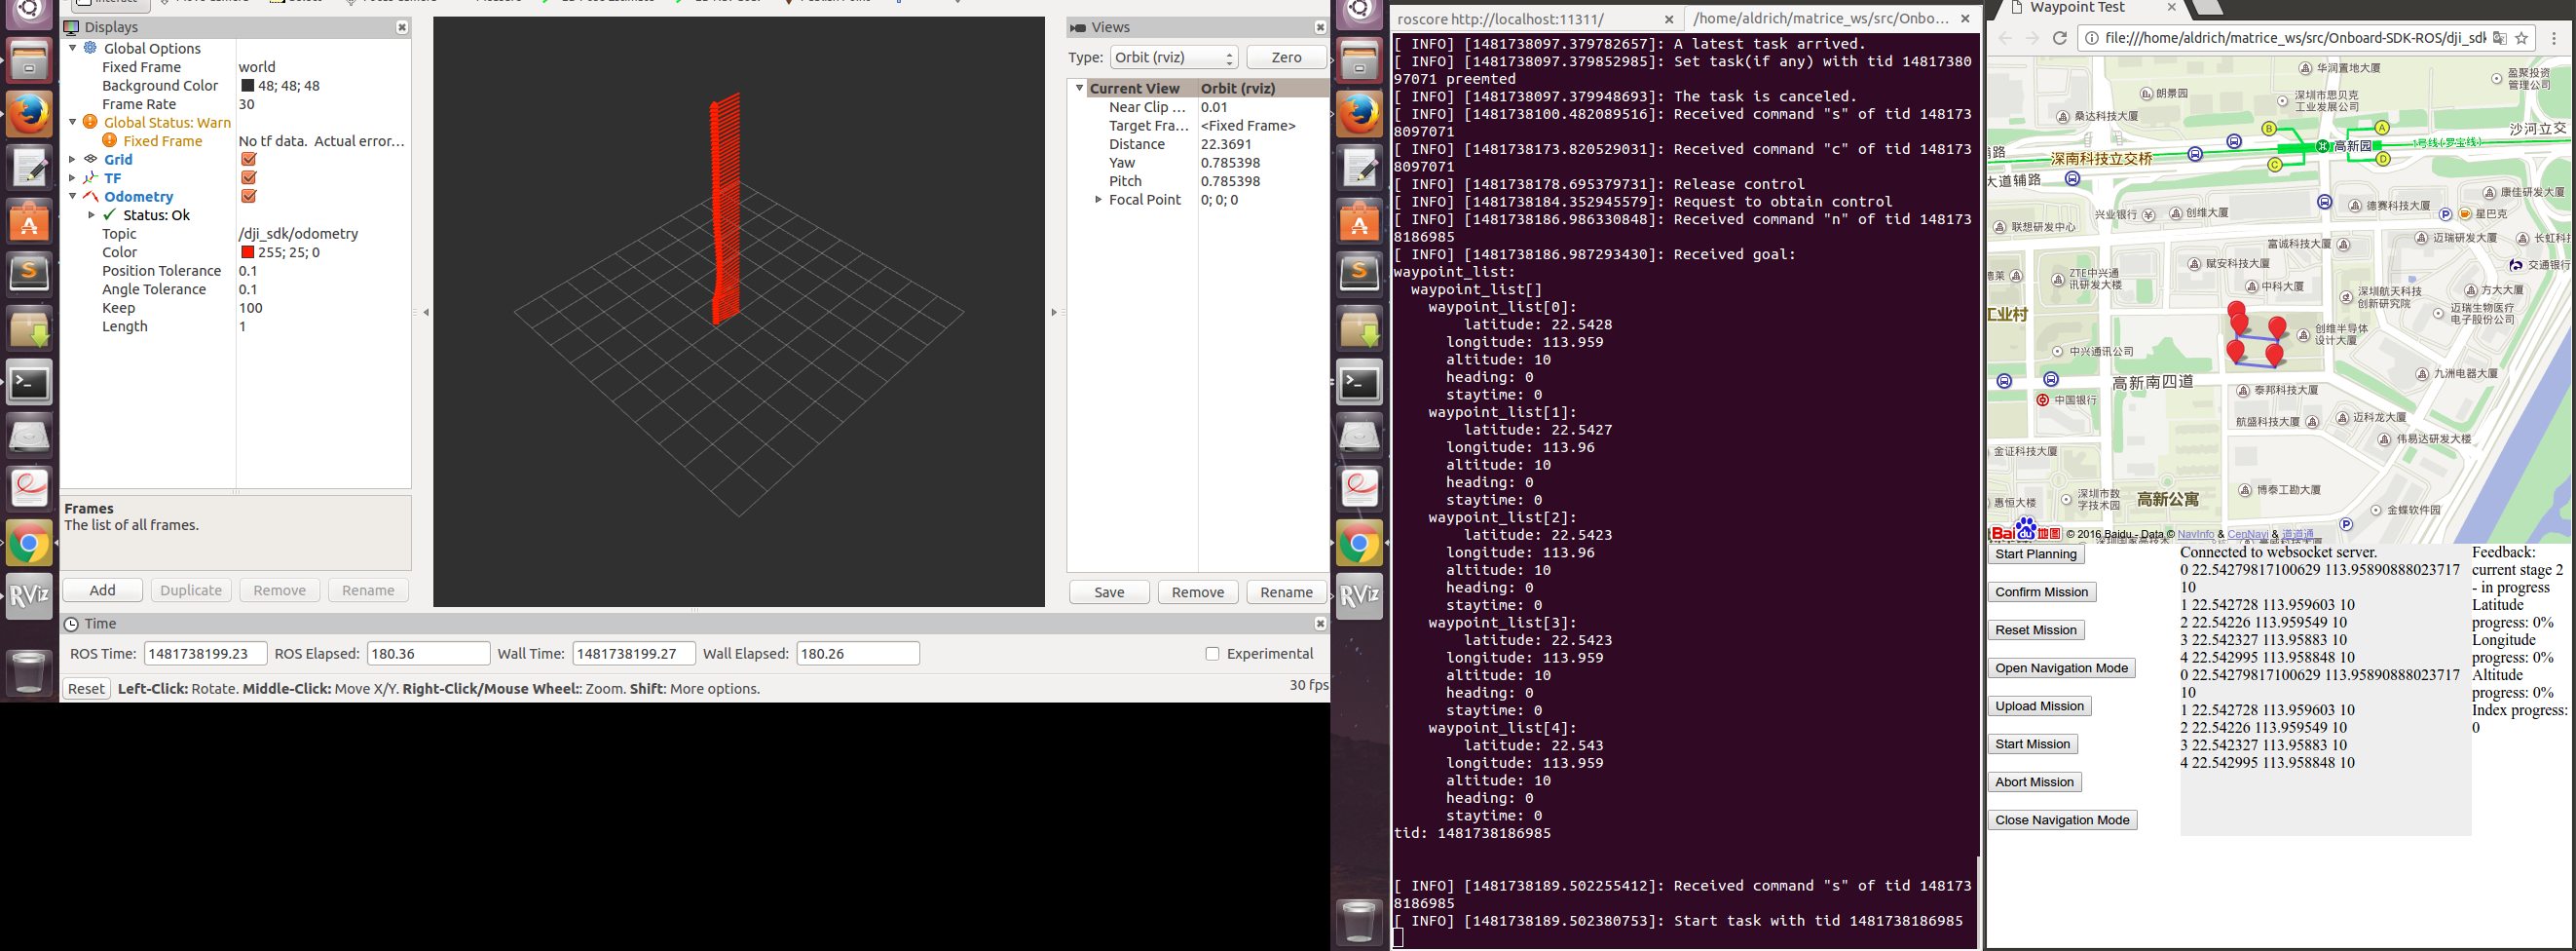 Displays
Global Options
Fixed Frame world
Background Color 48; 48; 48
Frame Rate 30
Global Status: Warn
Fixed Frame No tf data. Actual error...
Grid
TF
Odometry
Status: Ok
Topic /dji_sdk/odometry
Color 255; 25; 0
Position Tolerance 0.1
Angle Tolerance 0.1
Keep 100
Length 1
Frames
The list of all frames.
Add Duplicate Remove Rename
Views
Type: Orbit (rviz) Zero
Current View Orbit (rviz)
Near Clip ... 0.01
Target Fra... <Fixed Frame>
Distance 22.3691
Yaw 0.785398
Pitch 0.785398
Focal Point 0; 0; 0
Save Remove Rename
Time
ROS Time: 1481738199.23 ROS Elapsed: 180.36 Wall Time: 1481738199.27 Wall Elapsed: 180.26 Experimental
Reset Left-Click: Rotate. Middle-Click: Move X/Y. Right-Click/Mouse Wheel:: Zoom. Shift: More options. 30 fps
RViz
RViz
roscore http://localhost:11311/
/home/aldrich/matrice_ws/src/Onbo...
[ INFO] [1481738097.379782657]: A latest task arrived.
[ INFO] [1481738097.379852985]: Set task(if any) with tid 14817380
97071 preemted
[ INFO] [1481738097.379948693]: The task is canceled.
[ INFO] [1481738100.482089516]: Received command "s" of tid 148173
8097071
[ INFO] [1481738173.820529031]: Received command "c" of tid 148173
8097071
[ INFO] [1481738178.695379731]: Release control
[ INFO] [1481738184.352945579]: Request to obtain control
[ INFO] [1481738186.986330848]: Received command "n" of tid 148173
8186985
[ INFO] [1481738186.987293430]: Received goal:
waypoint_list:
waypoint_list[]
waypoint_list[0]:
latitude: 22.5428
longitude: 113.959
altitude: 10
heading: 0
staytime: 0
waypoint_list[1]:
latitude: 22.5427
longitude: 113.96
altitude: 10
heading: 0
staytime: 0
waypoint_list[2]:
latitude: 22.5423
longitude: 113.96
altitude: 10
heading: 0
staytime: 0
waypoint_list[3]:
latitude: 22.5423
longitude: 113.959
altitude: 10
heading: 0
staytime: 0
waypoint_list[4]:
latitude: 22.543
longitude: 113.959
altitude: 10
heading: 0
staytime: 0
tid: 1481738186985
[ INFO] [1481738189.502255412]: Received command "s" of tid 148173
8186985
[ INFO] [1481738189.502380753]: Start task with tid 1481738186985
Waypoint Test
file:///home/aldrich/matrice_ws/src/Onboard-SDK-ROS/dji_sdk
华润置地大厦
盈聚投资
管理公司
朗景园
深圳市思贝克
工业发展公司
桑达科技大厦
沙河立交
B
A
高新园
1号线(罗宝线)
深南科技立交桥
C
D
大道辅路
康佳研发大厦
兴业银行
创维大厦
德赛科技大厦
星巴克
联想研发中心
富诚科技大厦
迈瑞研发大厦
长虹科技
赋安科技大厦
交通银行
ZTE中兴通
讯研发大楼
中科大厦
深圳航天科技
创新研究院
方大大厦
迈瑞生物医疗
电子股份公司
工业村
创维半导体
设计大厦
中兴通讯公司
九洲电器大厦
高新南四道
泰邦科技大厦
中国银行
迈科龙大厦
航盛科技大厦
伟易达研发大楼
金证科技大厦
博泰工勘大厦
惠恒大楼
深圳市数
字技术园
高新公寓
金蝶软件园
Baidu地图 © 2016 Baidu - Data © NavInfo & CenNavi & 道道通
Start Planning
Confirm Mission
Reset Mission
Open Navigation Mode
Upload Mission
Start Mission
Abort Mission
Close Navigation Mode
Connected to websocket server.
0 22.54279817100629 113.95890888023717
10
1 22.542728 113.959603 10
2 22.54226 113.959549 10
3 22.542327 113.95883 10
4 22.542995 113.958848 10
0 22.54279817100629 113.95890888023717
10
1 22.542728 113.959603 10
2 22.54226 113.959549 10
3 22.542327 113.95883 10
4 22.542995 113.958848 10
Feedback:
current stage 2
- in progress
Latitude
progress: 0%
Longitude
progress: 0%
Altitude
progress: 0%
Index progress:
0